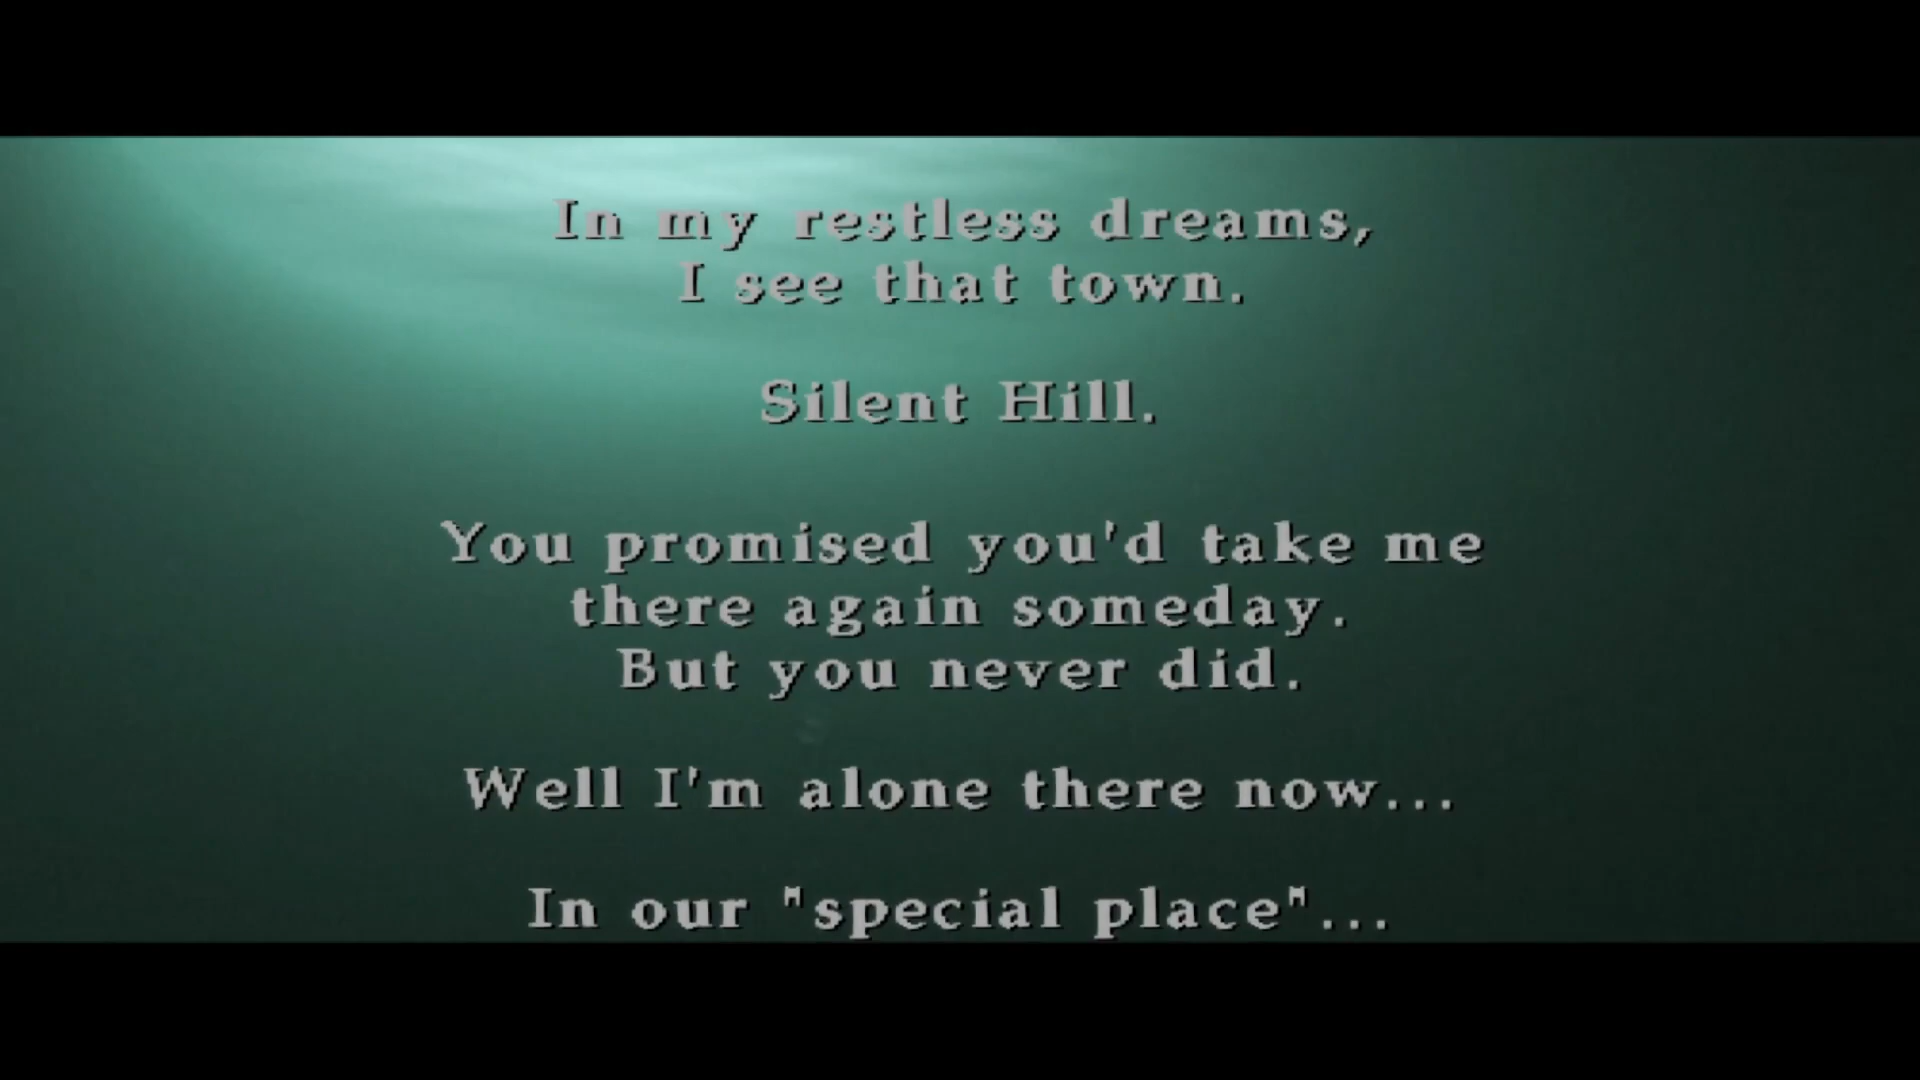 In my restless dreams,
I see that town.
Silent Hill.
You promised you'd take me
there again someday.
But you never did.
Well I'm alone there now...
In our "special place"...